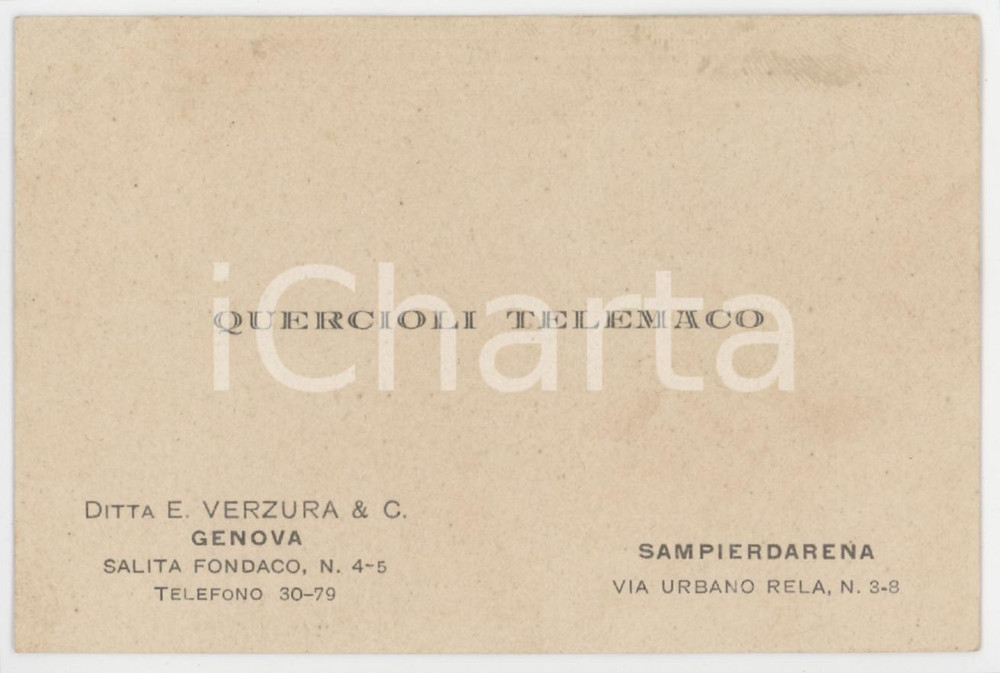 QUERCIOLI TELEMACO
iCharta
DITTA E. VERZURA & C.
GENOVA
SALITA FONDACO, N. 4-5
TELEFONO 30-79
SAMPIERDARENA
VIA URBANO RELA, N. 3-8